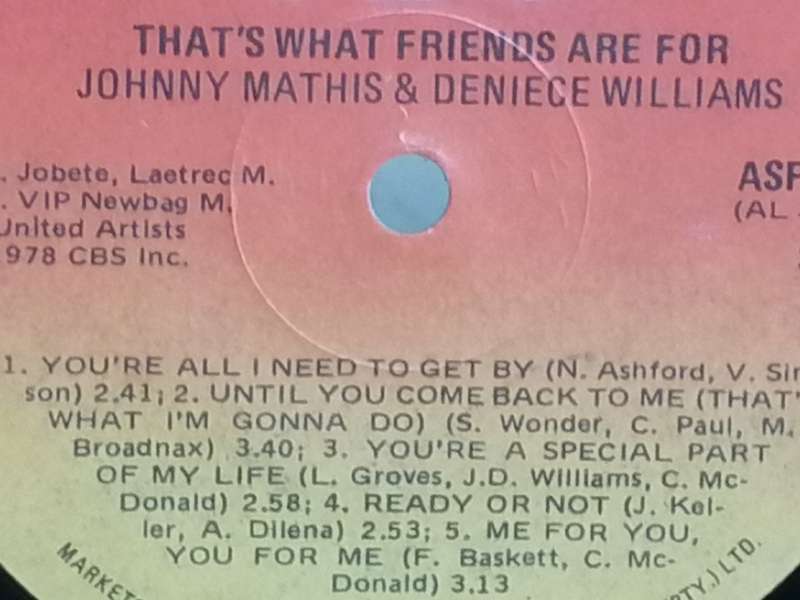 THAT'S WHAT FRIENDS ARE FOR
JOHNNY MATHIS & DENIECE WILLIAMS
. Jobete, Laetrec M.
. VIP Newbag M.
United Artists
978 CBS Inc.
ASF
(AL
1. YOU'RE ALL I NEED TO GET BY (N. Ashford, V. Sim
son) 2.41; 2. UNTIL YOU COME BACK TO ME (THAT'
WHAT I'M GONNA DO) (S. Wonder, C. Paul, M.
Broadnax) 3.40; 3. YOU'RE A SPECIAL PART
OF MY LIFE (L. Groves, J.D. Williams, C. Mc-
Donald) 2.58; 4. READY OR NOT (J. Kel-
ler, A. Dilena) 2.53; 5. ME FOR YOU,
YOU FOR ME (F. Baskett, C. Mc-
Donald) 3.13
MARKET
PTY.) LTD.